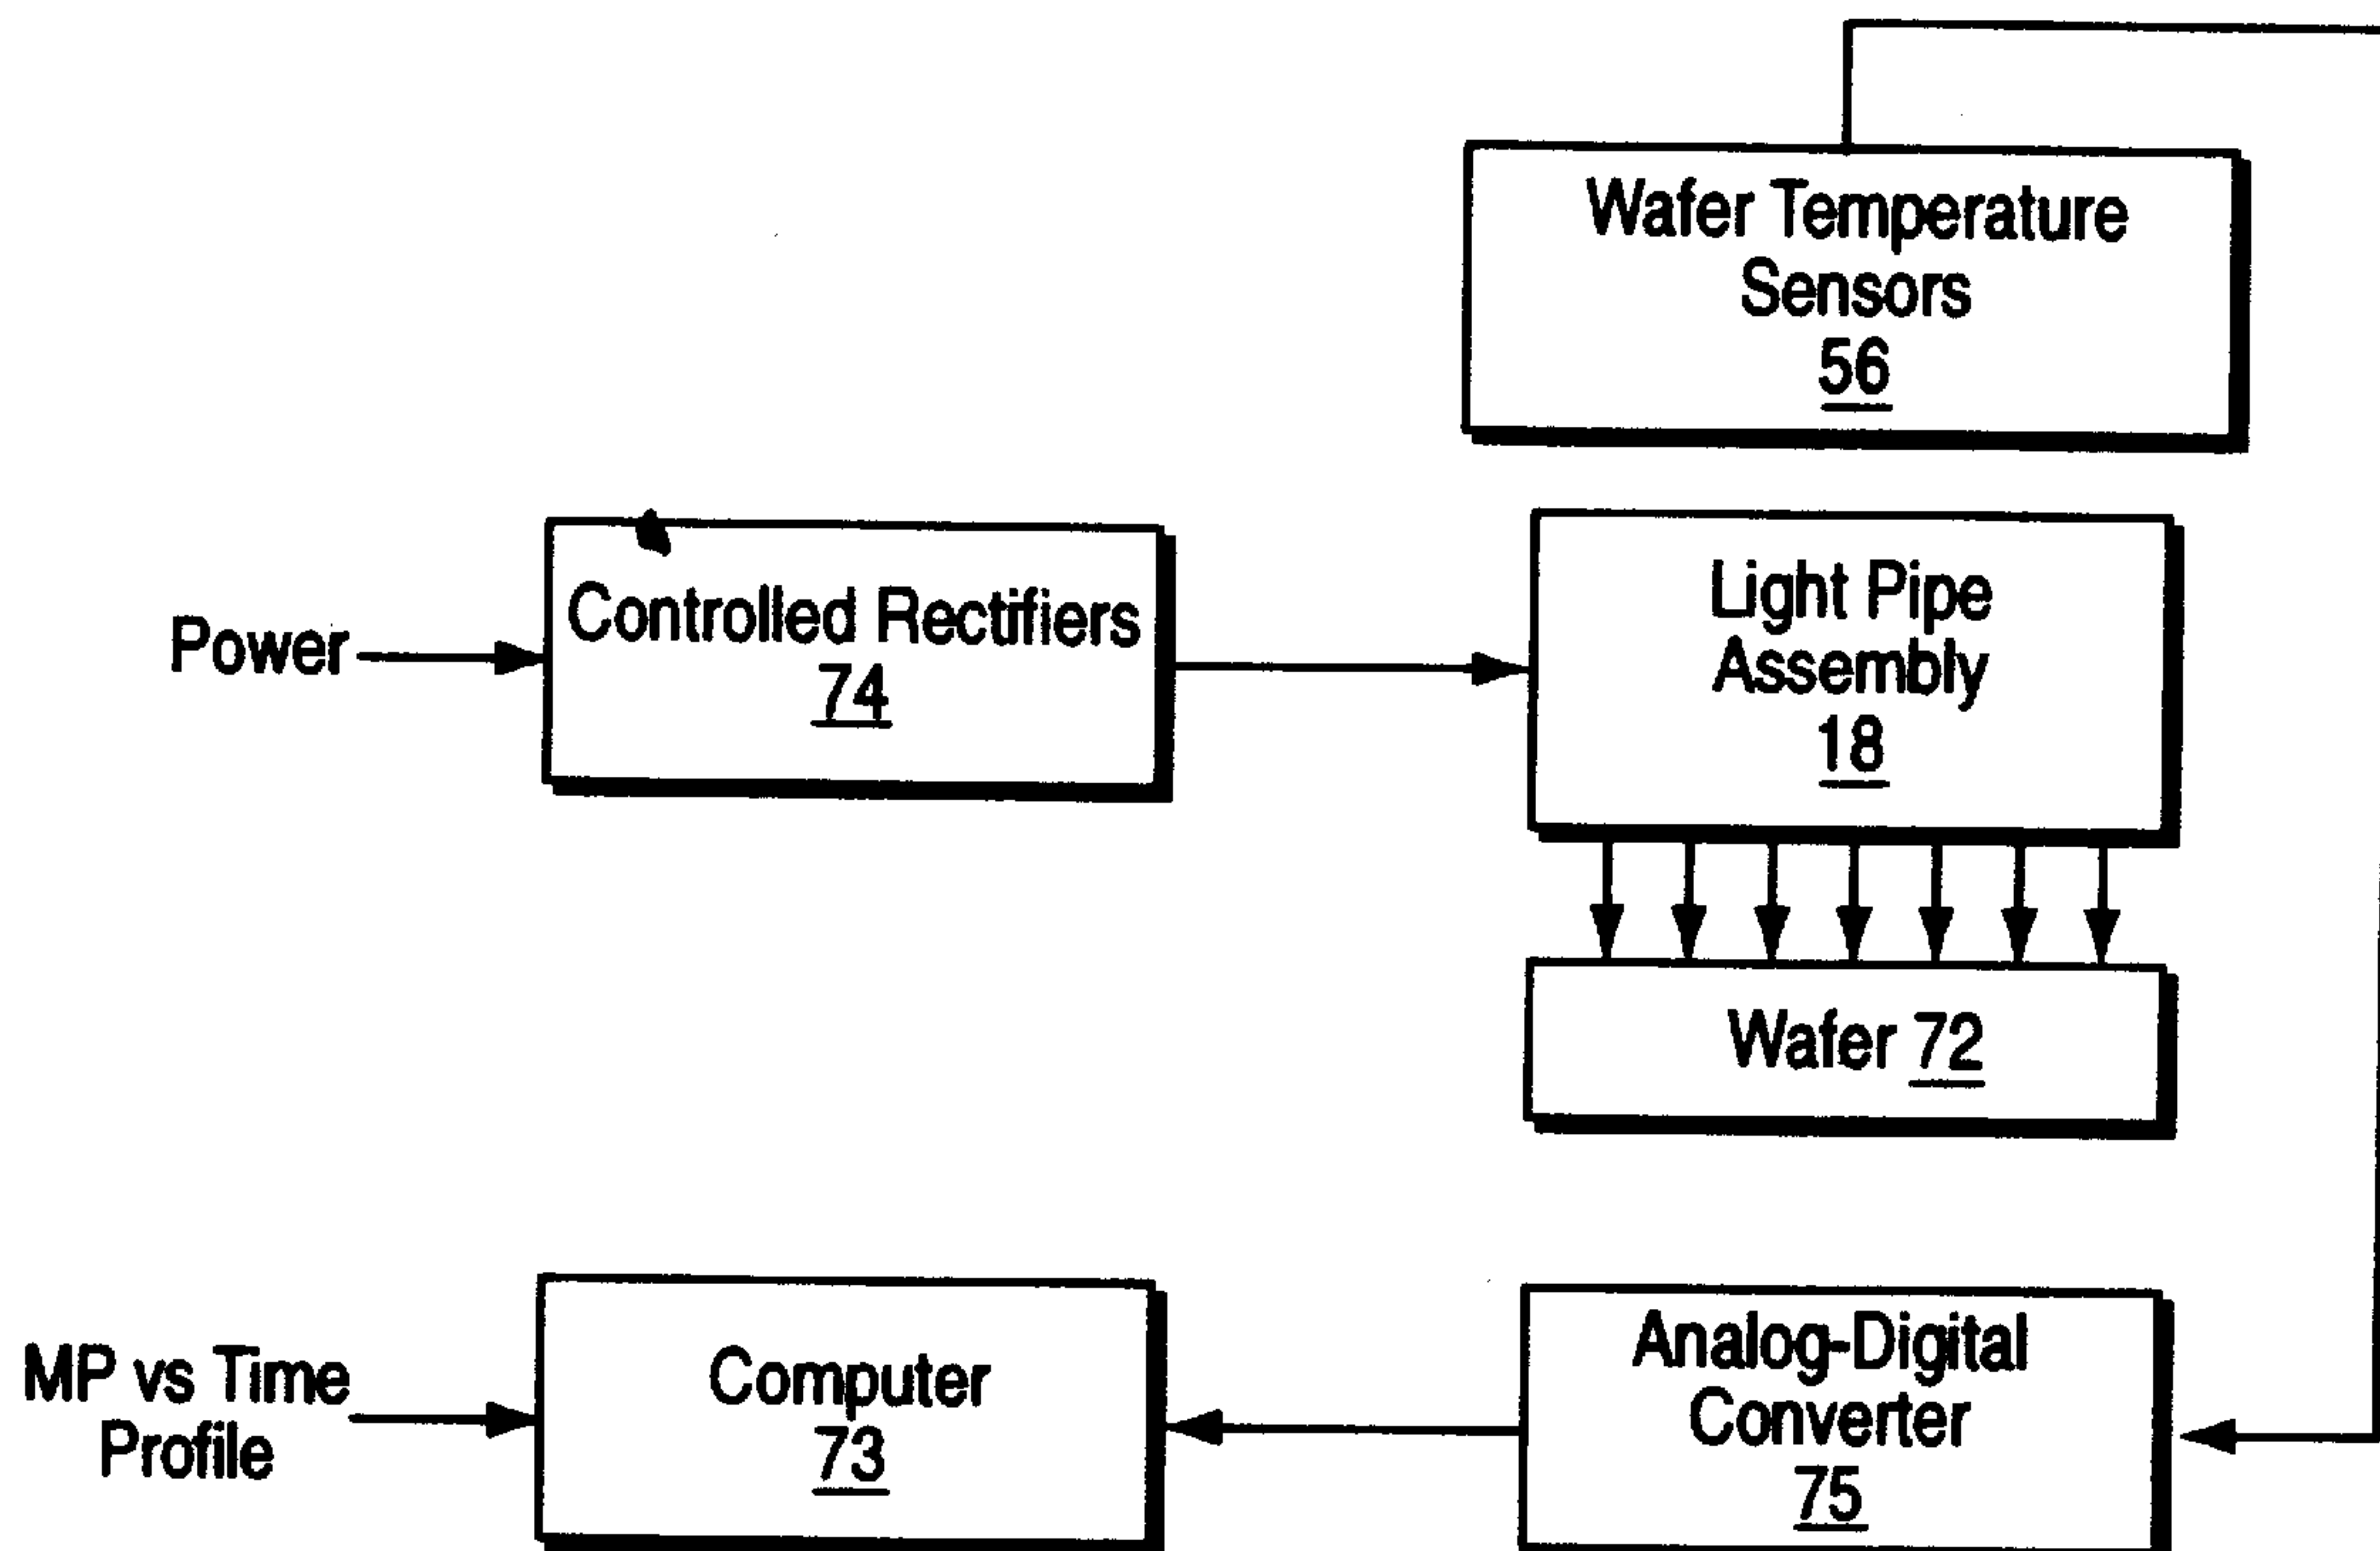 Wafer Temperature
Sensors
56
Power
Controlled Rectifiers
74
Light Pipe
Assembly
18
Wafer 72
MP vs Time
Profile
Computer
73
Analog-Digital
Converter
75